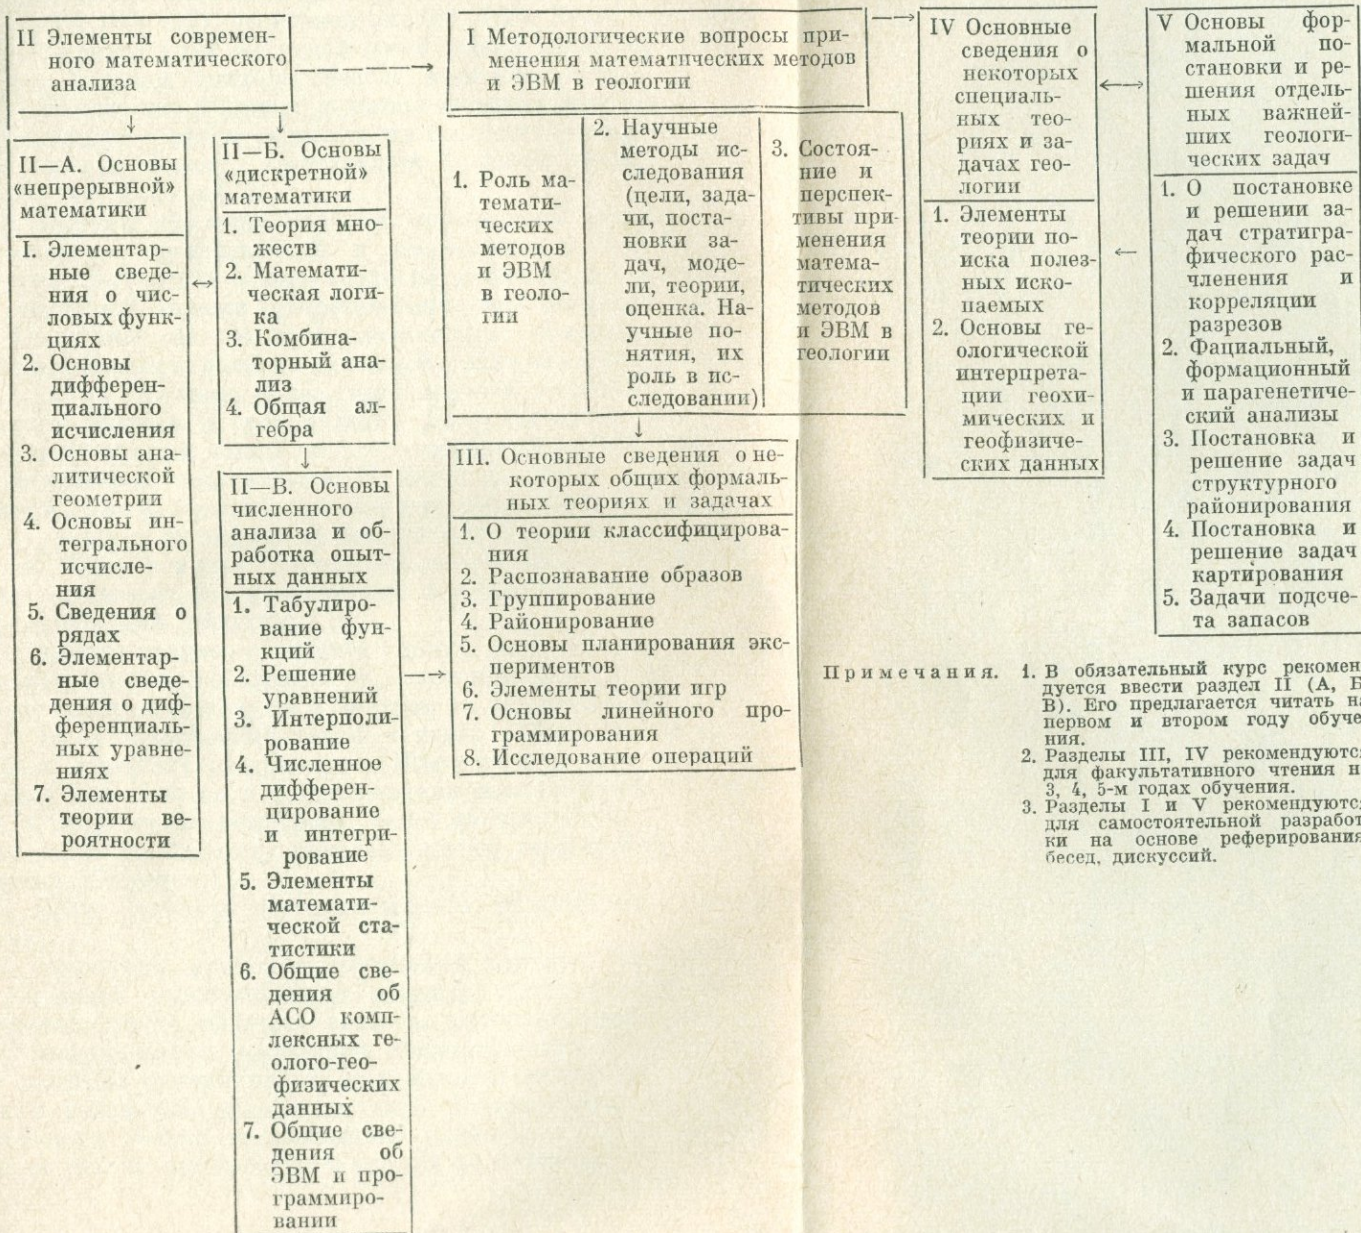 II Элементы современ-
ного математического
анализа
II—А. Основы
«непрерывной»
математики
I. Элементар-
ные сведе-
ния о чис-
ловых функ-
циях
2. Основы
дифферен-
циального
исчисления
3. Основы ана-
литической
геометрии
4. Основы ин-
тегрального
исчисле-
ния
5. Сведения о
рядах
6. Элементар-
ные сведе-
дения о диф-
ференциаль-
ных уравне-
ниях
7. Элементы
теории ве-
роятности
II—Б. Основы
«дискретной»
математики
1. Теория мно-
жеств
2. Математи-
ческая логи-
ка
3. Комбина-
торный ана-
лиз
4. Общая ал-
гебра
II—В. Основы
численного
анализа и об-
работка опыт-
ных данных
1. Табулиро-
вание фун-
кций
2. Решение
уравнений
3. Интерполи-
рование
4. Численное
дифферен-
цирование
и интегри-
рование
5. Элементы
математи-
ческой ста-
тистики
6. Общие све-
дения об
АСО комп-
лексных ге-
олого-гео-
физических
данных
7. Общие све-
дения об
ЭВМ и про-
граммиро-
вании
I Методологические вопросы при-
менения математических методов
и ЭВМ в геологии
1. Роль ма-
темати-
ческих
методов
и ЭВМ
в геоло-
гии
2. Научные
методы ис-
следования
(цели, зада-
чи, поста-
новки за-
дач, моде-
ли, теории,
оценка. На-
учные по-
нятия, их
роль в ис-
следовании)
3. Состоя-
ние и
перспек-
тивы при-
менения
матема-
тических
методов
и ЭВМ в
геологии
III. Основные сведения о не-
которых общих формаль-
ных теориях и задачах
1. О теории классифицирова-
ния
2. Распознавание образов
3. Группирование
4. Районирование
5. Основы планирования экс-
периментов
6. Элементы теории игр
7. Основы линейного про-
граммирования
8. Исследование операций
IV Основные
сведения о
некоторых
специаль-
ных тео-
риях и за-
дачах гео-
логии
1. Элементы
теории по-
иска полез-
ных иско-
паемых
2. Основы ге-
ологической
интерпрета-
ции геохи-
мических и
геофизиче-
ских данных
V Основы фор-
мальной по-
становки и ре-
шения отдель-
ных важней-
ших геологи-
ческих задач
1. О постановке
и решении за-
дач стратигра-
фического рас-
членения и
корреляции
разрезов
2. Фациальный,
формационный
и парагенетиче-
ский анализы
3. Постановка и
решение задач
структурного
районирования
4. Постановка и
решение задач
картирования
5. Задачи подсче-
та запасов
Примечания. 1. В обязательный курс рекомен
дуется ввести раздел II (А, Б
В). Его предлагается читать на
первом и втором году обуче
ния.
2. Разделы III, IV рекомендуютс
для факультативного чтения н
3, 4, 5-м годах обучения.
3. Разделы I и V рекомендуютс
для самостоятельной разработ
ки на основе реферирования
бесед, дискуссий.